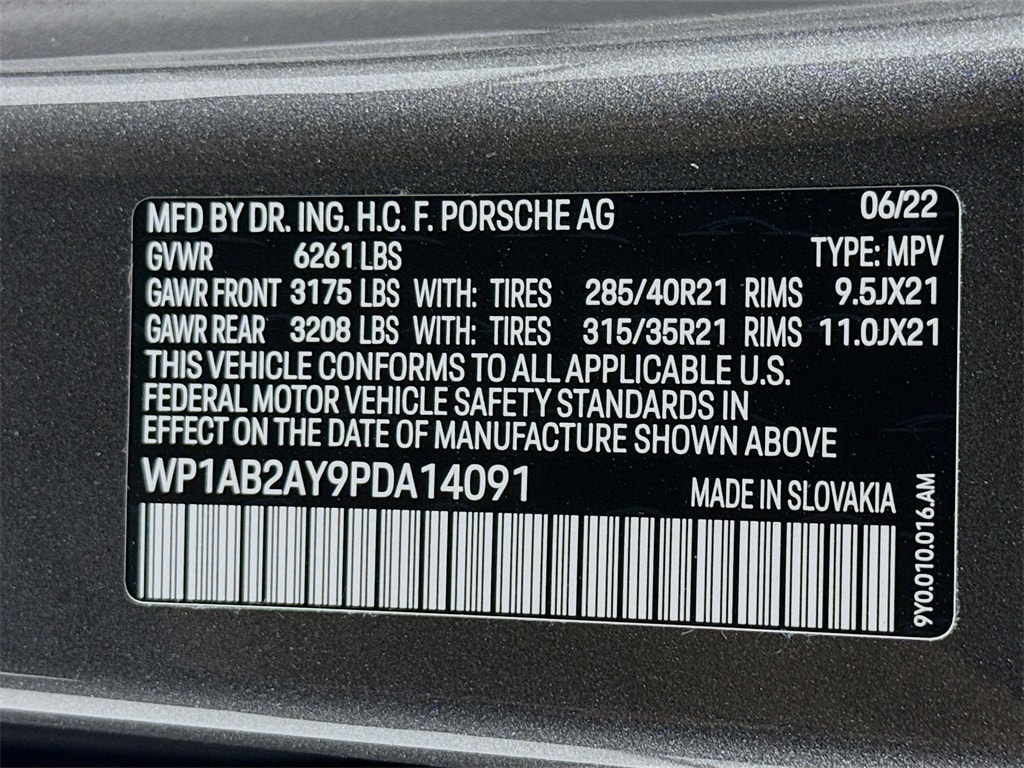 MFD BY DR. ING. H.C. F. PORSCHE AG 06/22
GVWR 6261 LBS TYPE: MPV
GAWR FRONT 3175 LBS WITH: TIRES 285/40R21 RIMS 9.5JX21
GAWR REAR 3208 LBS WITH: TIRES 315/35R21 RIMS 11.0JX21
THIS VEHICLE CONFORMS TO ALL APPLICABLE U.S.
FEDERAL MOTOR VEHICLE SAFETY STANDARDS IN
EFFECT ON THE DATE OF MANUFACTURE SHOWN ABOVE
WP1AB2AY9PDA14091 MADE IN SLOVAKIA
9Y0.010.016.AM